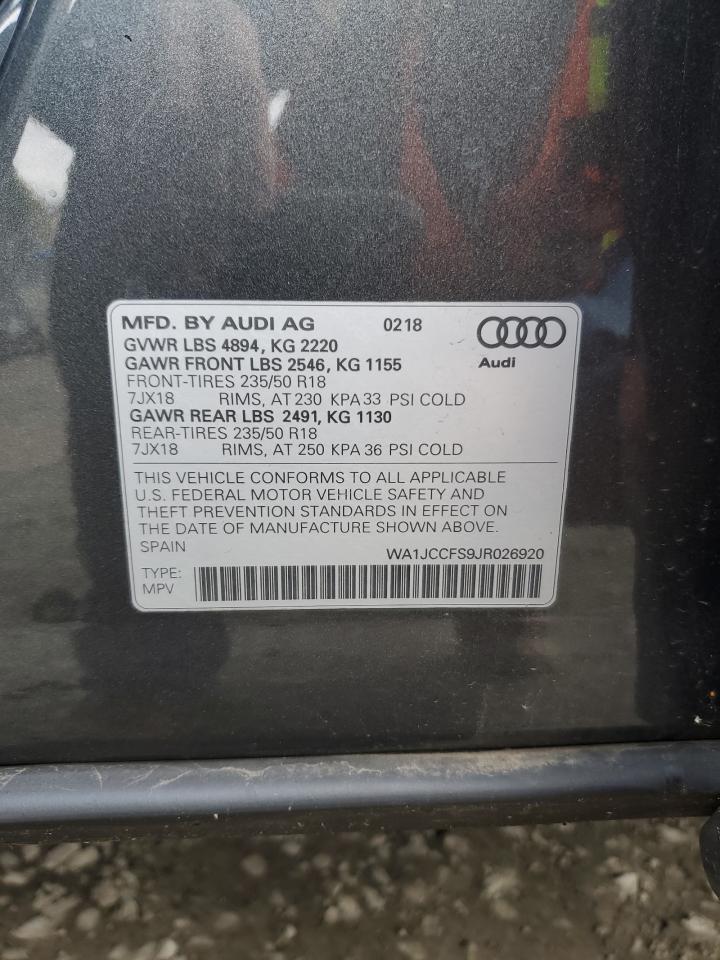 MFD. BY AUDI AG 0218
GVWR LBS 4894, KG 2220
GAWR FRONT LBS 2546, KG 1155
Audi
FRONT-TIRES 235/50 R18
7JX18 RIMS, AT 230 KPA 33 PSI COLD
GAWR REAR LBS 2491, KG 1130
REAR-TIRES 235/50 R18
7JX18 RIMS, AT 250 KPA 36 PSI COLD
THIS VEHICLE CONFORMS TO ALL APPLICABLE
U.S. FEDERAL MOTOR VEHICLE SAFETY AND
THEFT PREVENTION STANDARDS IN EFFECT ON
THE DATE OF MANUFACTURE SHOWN ABOVE.
SPAIN WA1JCCFS9JR026920
TYPE:
MPV